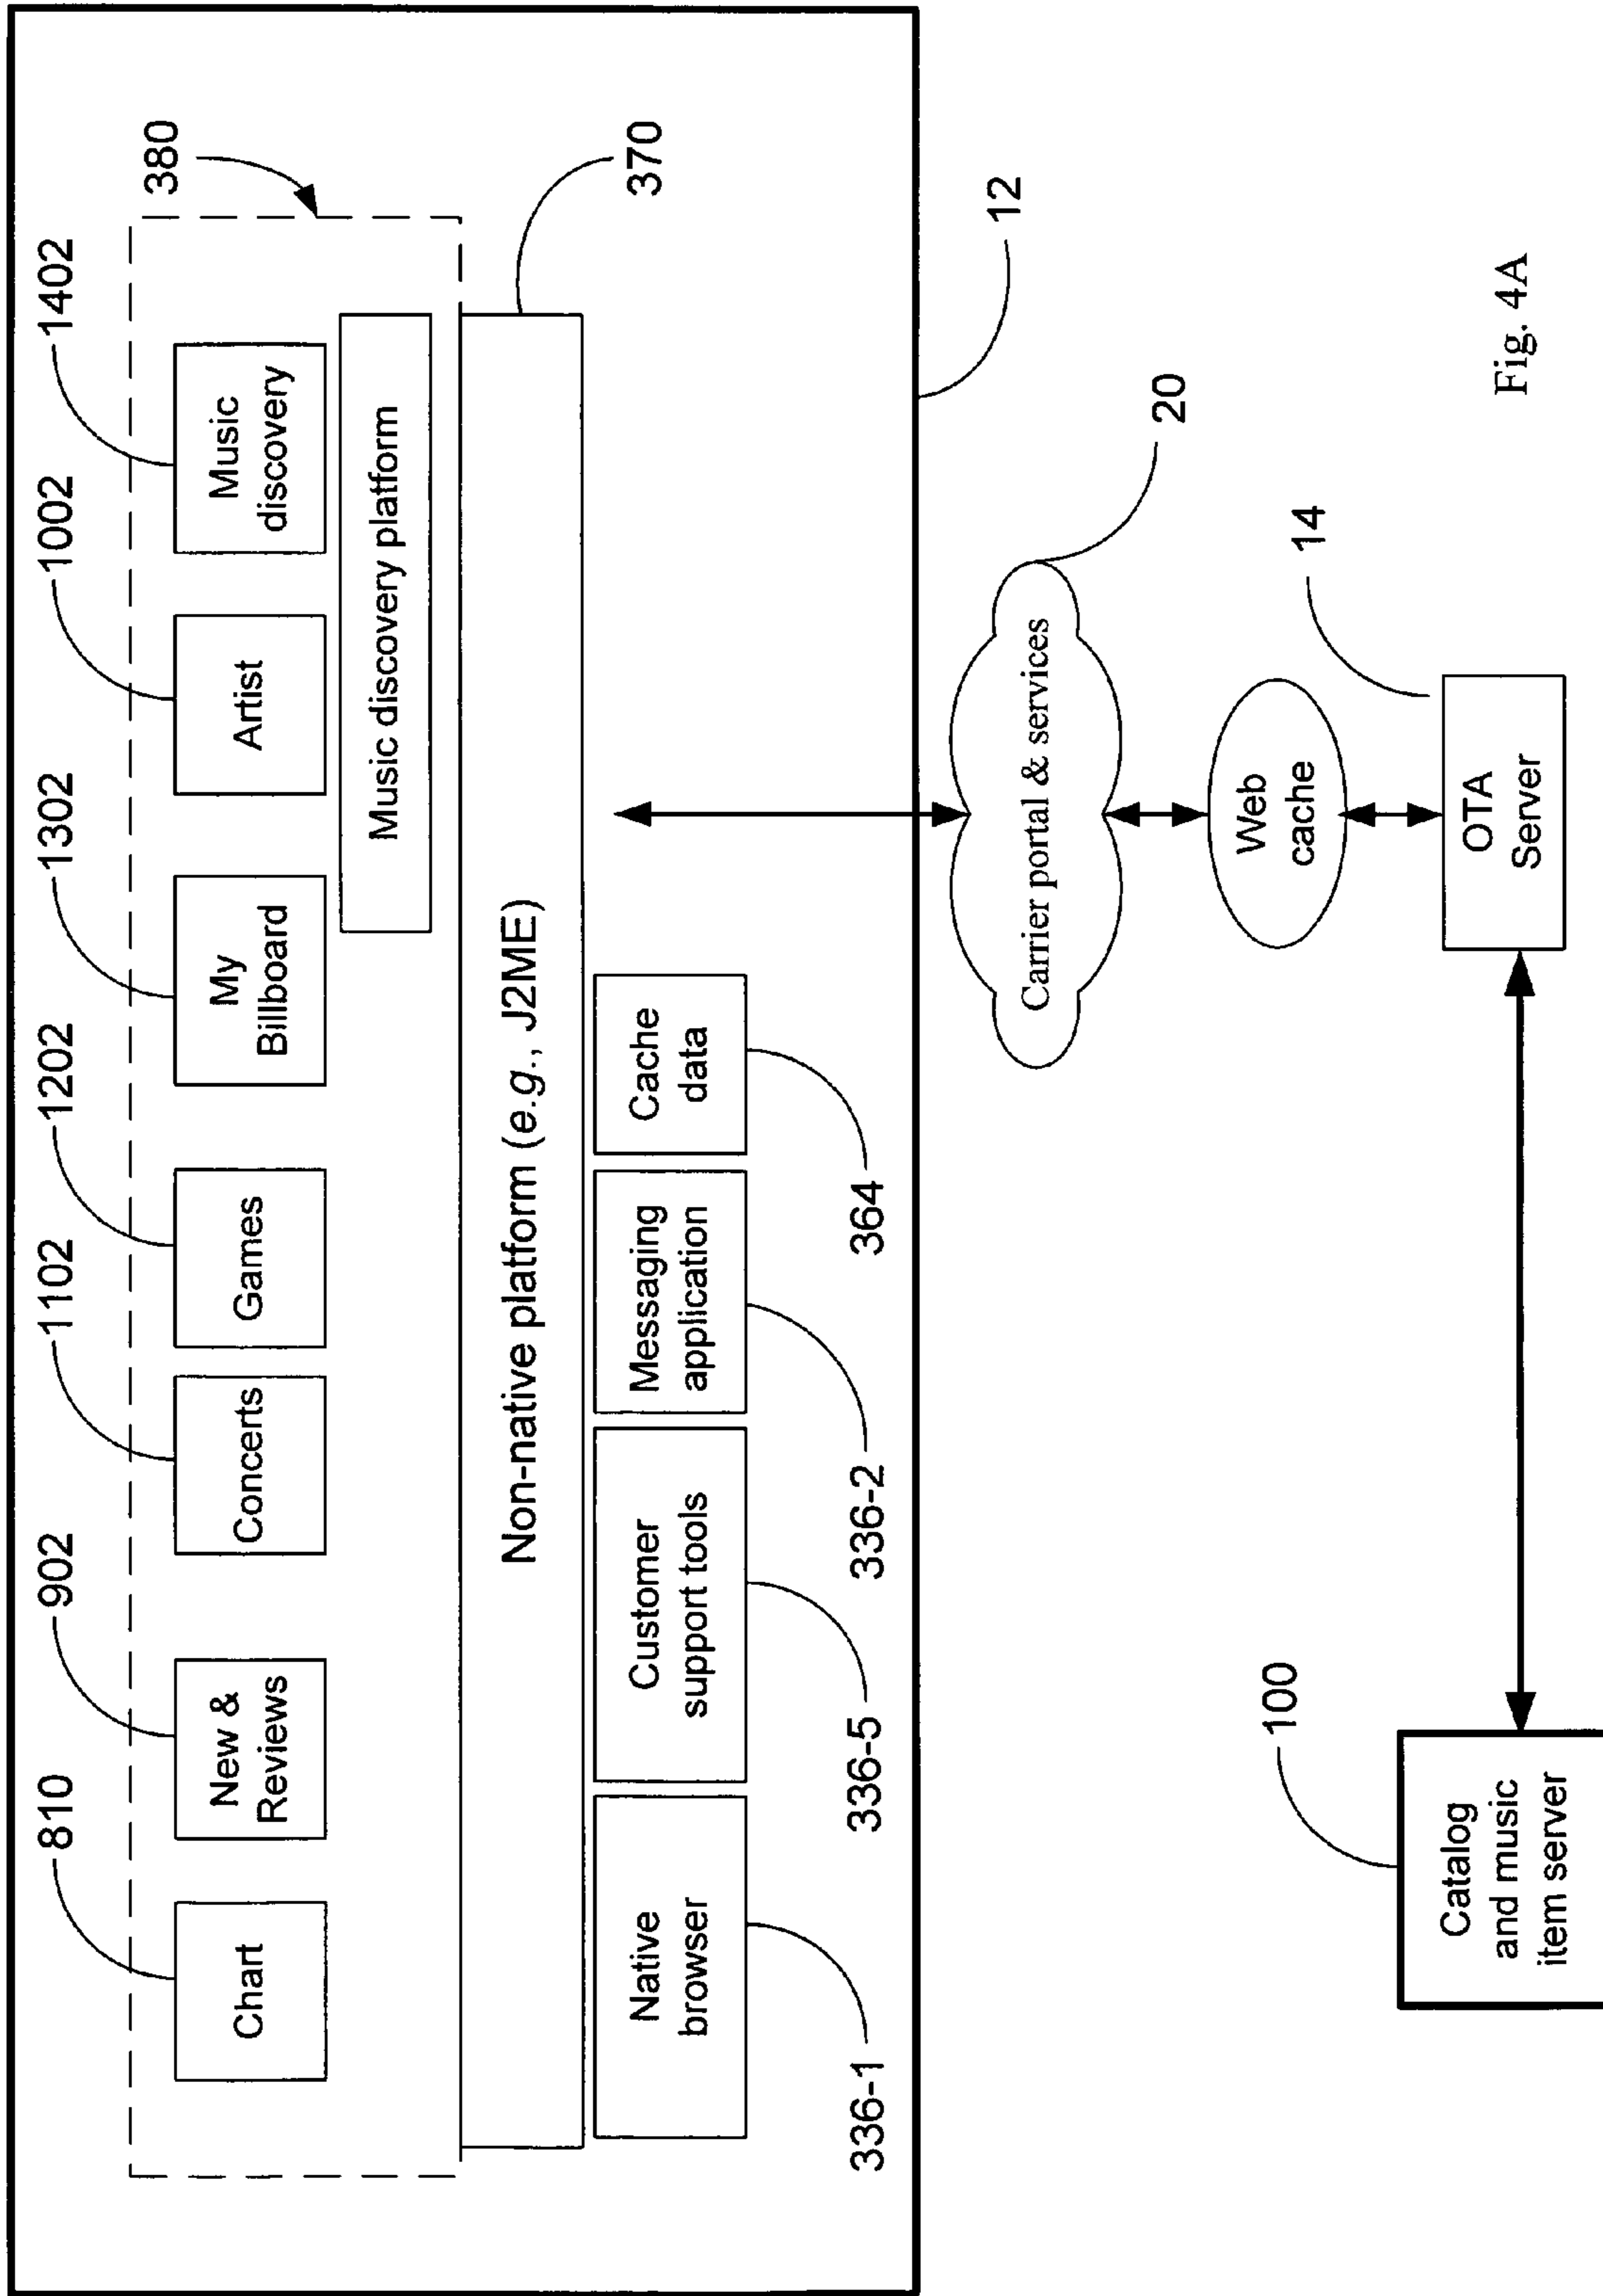 810
902
1102
1202
1302
1002
1402
380
Chart
New &
Reviews
Concerts
Games
My
Billboard
Artist
Music
discovery
Music discovery platform
Non-native platform (e.g., J2ME)
370
Native
browser
Customer
support tools
Messaging
application
Cache
data
336-1
336-5
336-2
364
12
Carrier portal & services
20
Web
cache
14
OTA
Server
100
Catalog
and music
item server
Fig. 4A